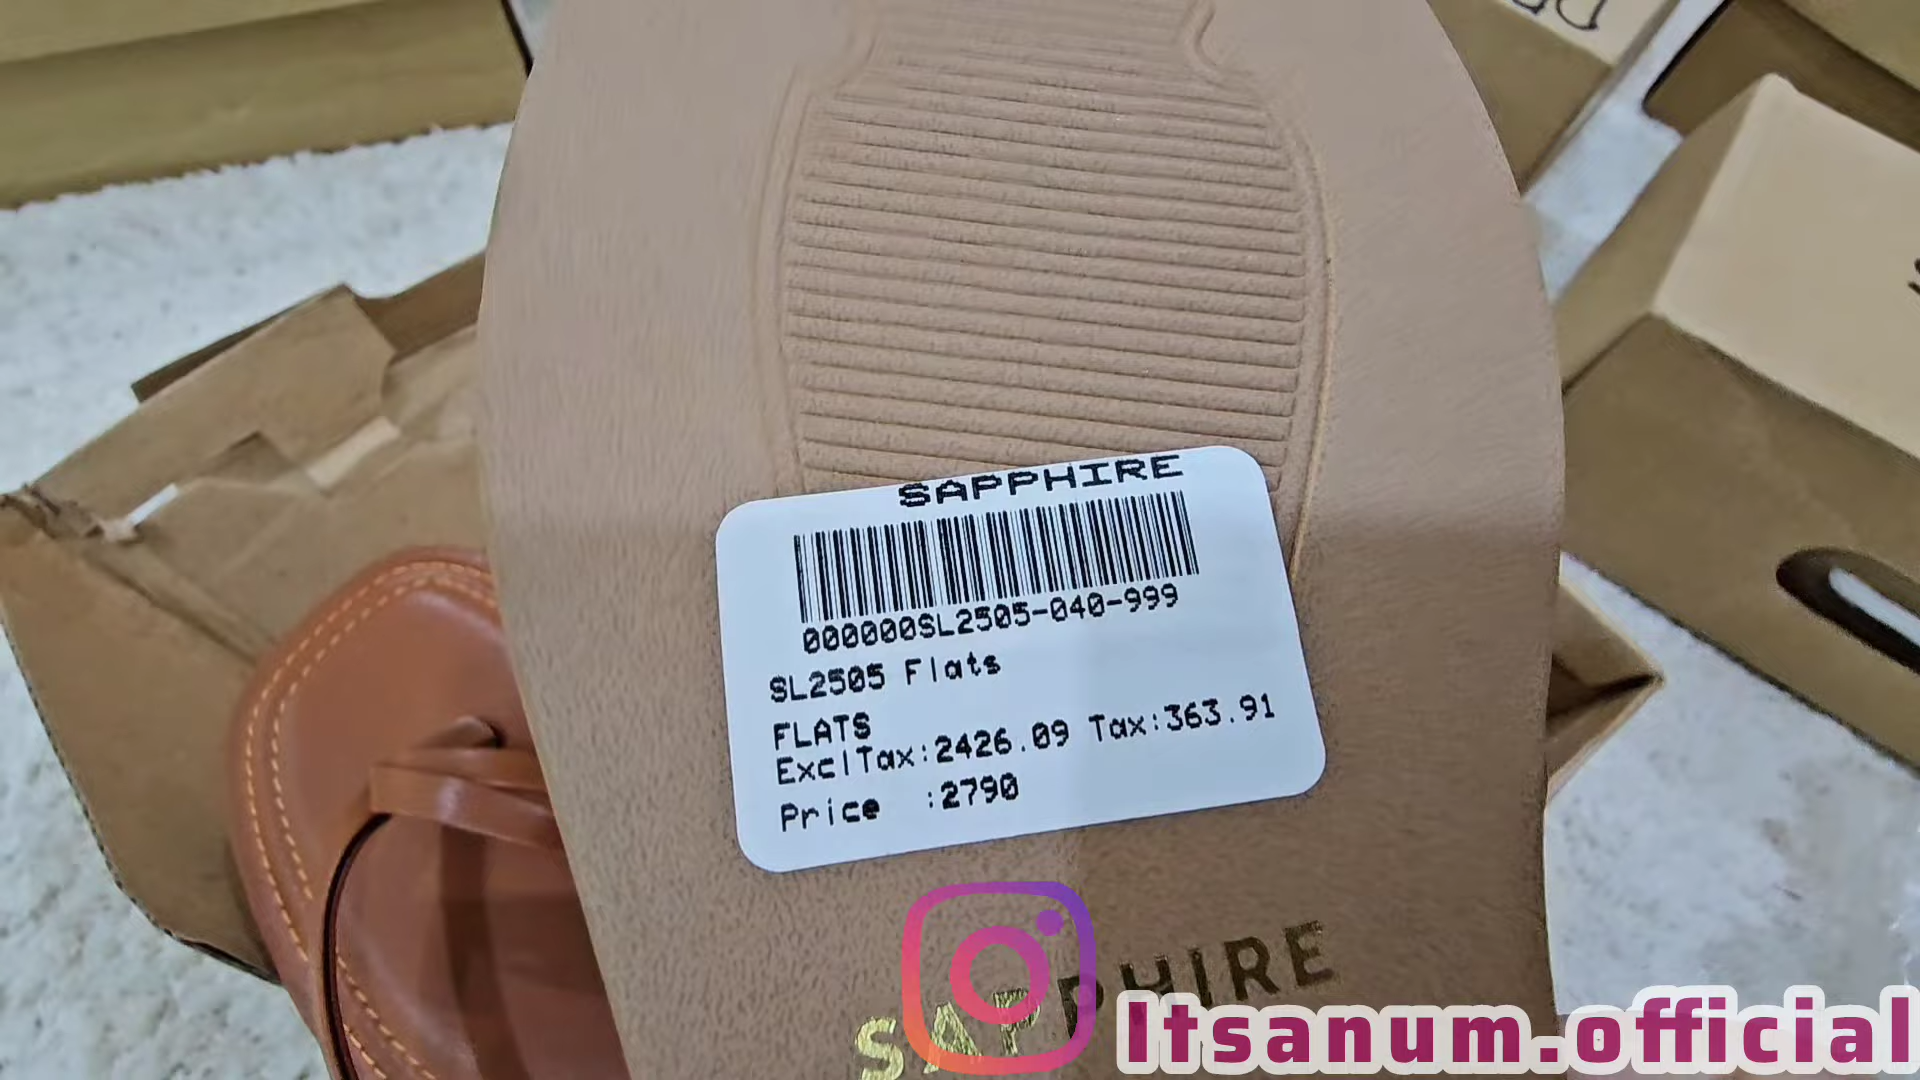 SAPPHIRE
000000SL2505-040-999
SL2505 Flats
FLATS
ExclTax:2426.09 Tax:363.91
Price :2790
SAPPHIRE
Itsanum.official